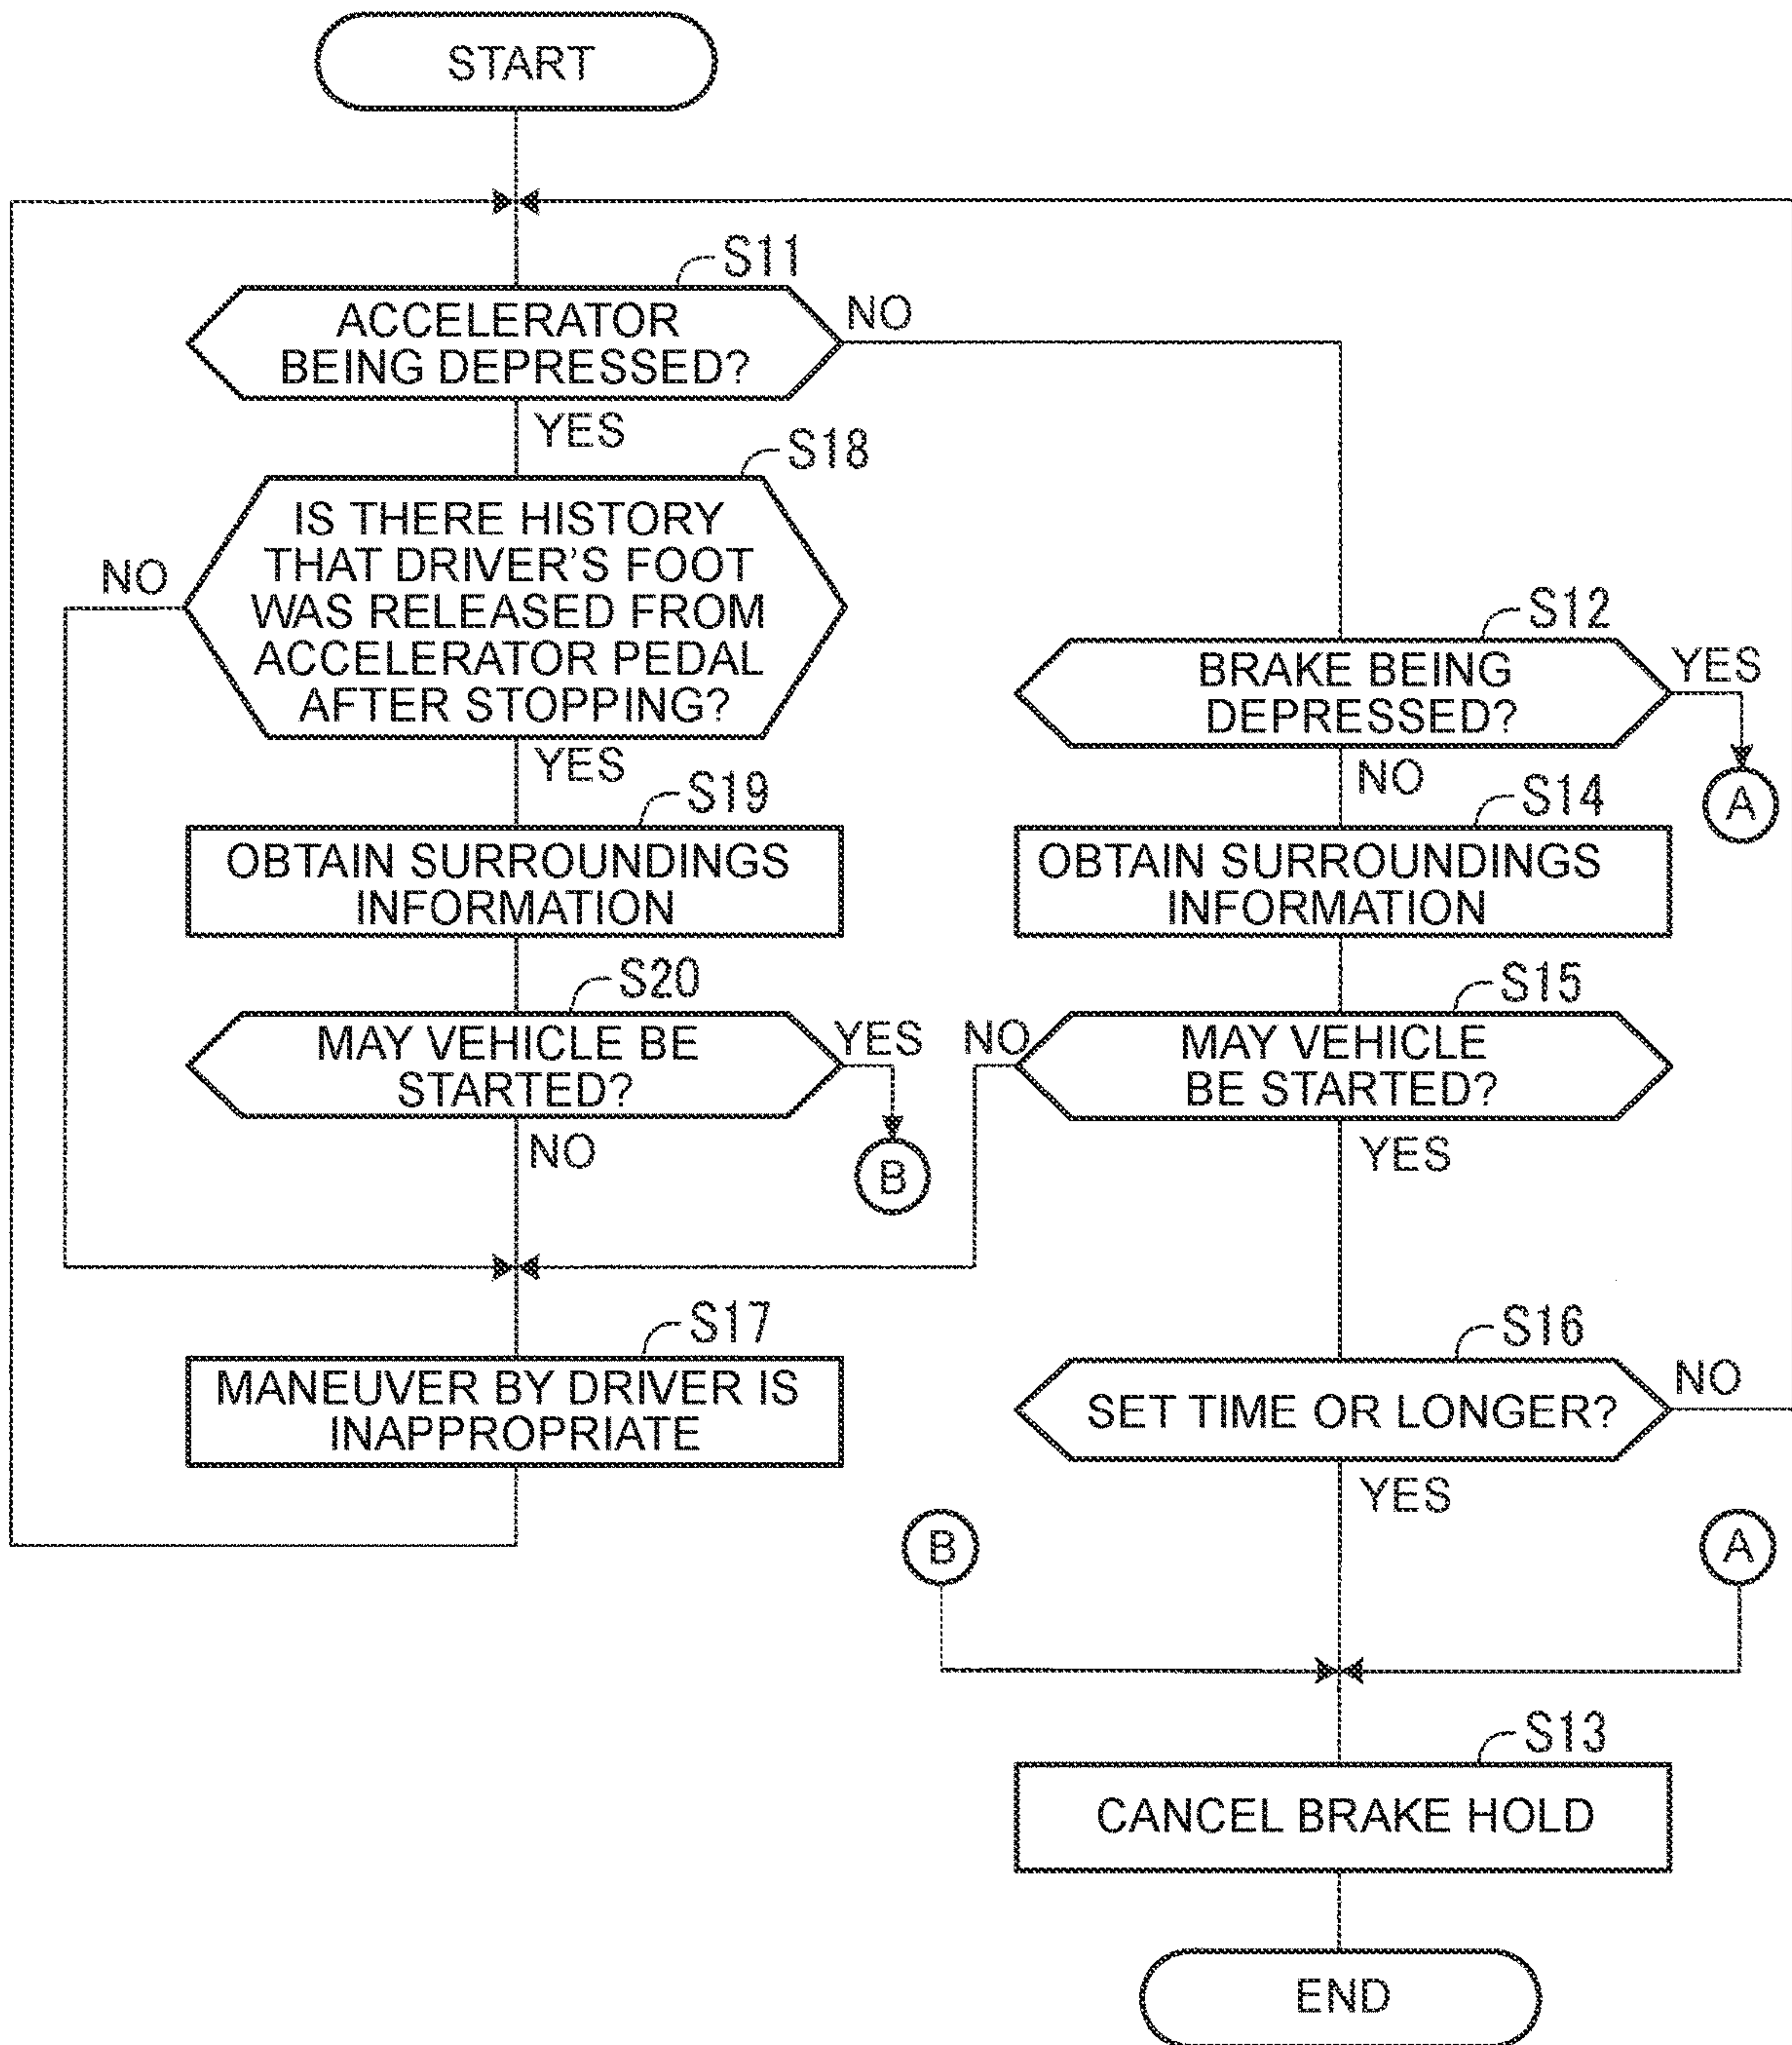 START
S11
ACCELERATOR
BEING DEPRESSED?
NO
YES
S18
IS THERE HISTORY
THAT DRIVER'S FOOT
WAS RELEASED FROM
ACCELERATOR PEDAL
AFTER STOPPING?
NO
YES
S12
BRAKE BEING
DEPRESSED?
YES
A
NO
S19
OBTAIN SURROUNDINGS
INFORMATION
S14
OBTAIN SURROUNDINGS
INFORMATION
S20
MAY VEHICLE BE
STARTED?
YES
B
NO
S15
MAY VEHICLE
BE STARTED?
NO
YES
S17
MANEUVER BY DRIVER IS
INAPPROPRIATE
S16
SET TIME OR LONGER?
NO
YES
B
A
S13
CANCEL BRAKE HOLD
END